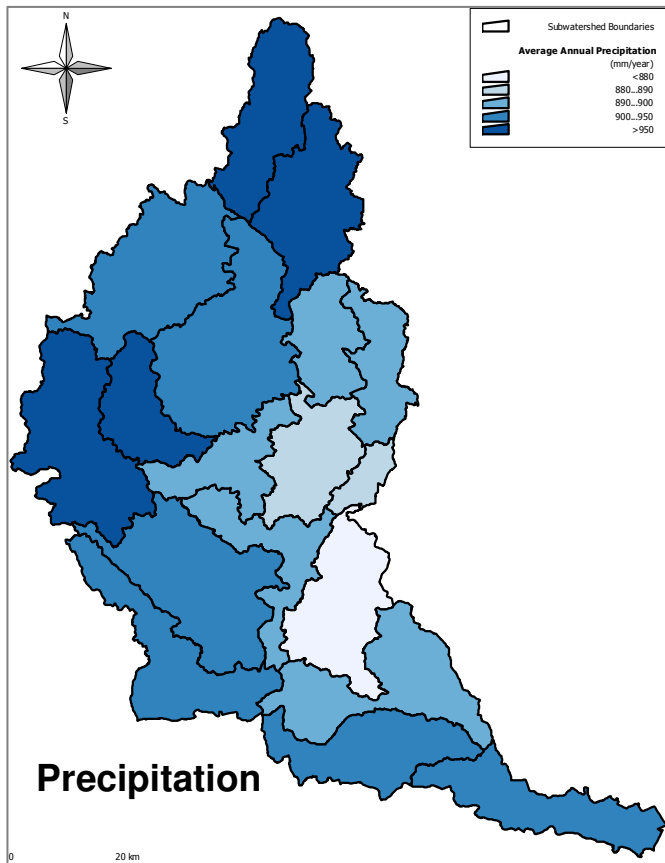 N
S
Subwatershed Boundaries
Average Annual Precipitation
(mm/year)
<880
880...890
890...900
900...950
>950
Precipitation
0 20 km